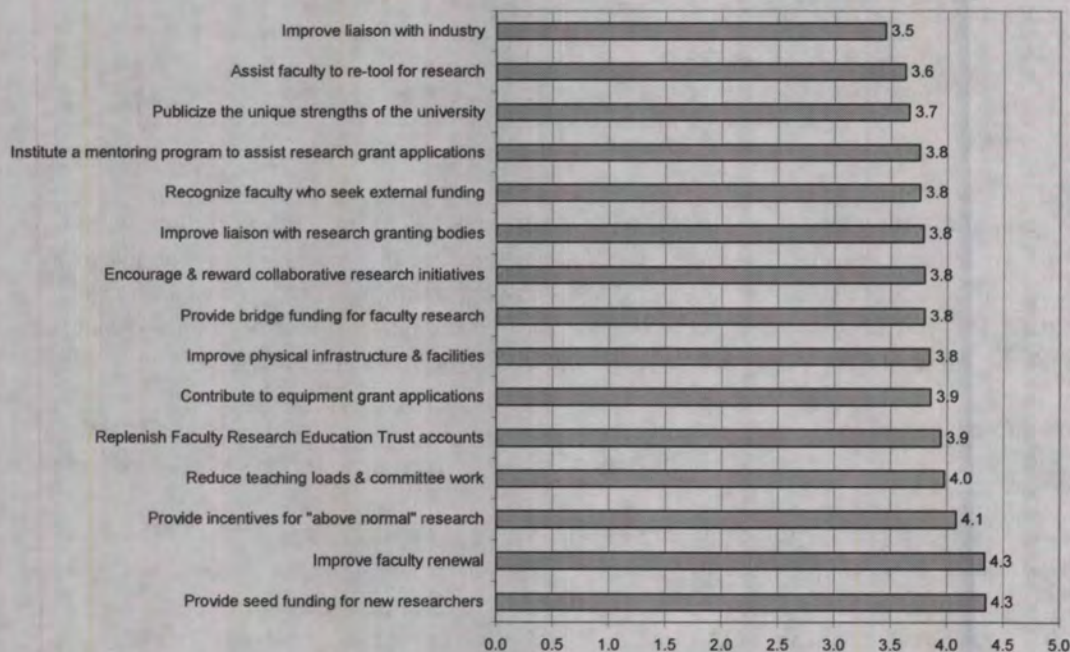 Improve liaison with industry 3.5
Assist faculty to re-tool for research 3.6
Publicize the unique strengths of the university 3.7
Institute a mentoring program to assist research grant applications 3.8
Recognize faculty who seek external funding 3.8
Improve liaison with research granting bodies 3.8
Encourage & reward collaborative research initiatives 3.8
Provide bridge funding for faculty research 3.8
Improve physical infrastructure & facilities 3.8
Contribute to equipment grant applications 3.9
Replenish Faculty Research Education Trust accounts 3.9
Reduce teaching loads & committee work 4.0
Provide incentives for "above normal" research 4.1
Improve faculty renewal 4.3
Provide seed funding for new researchers 4.3
0.0 0.5 1.0 1.5 2.0 2.5 3.0 3.5 4.0 4.5 5.0